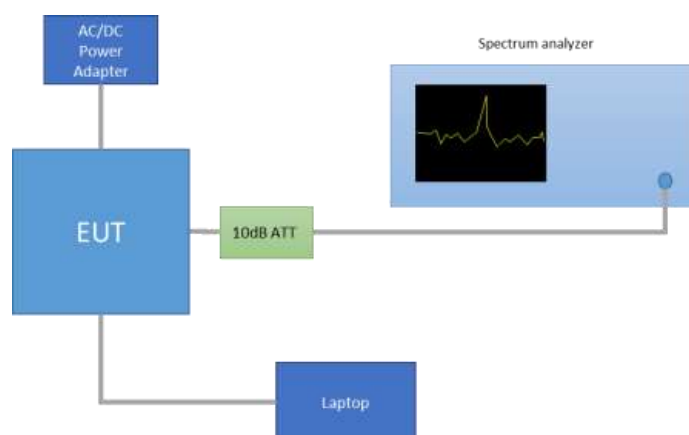 AC/DC
Power
Adapter
Spectrum analyzer
EUT
10dB ATT
Laptop